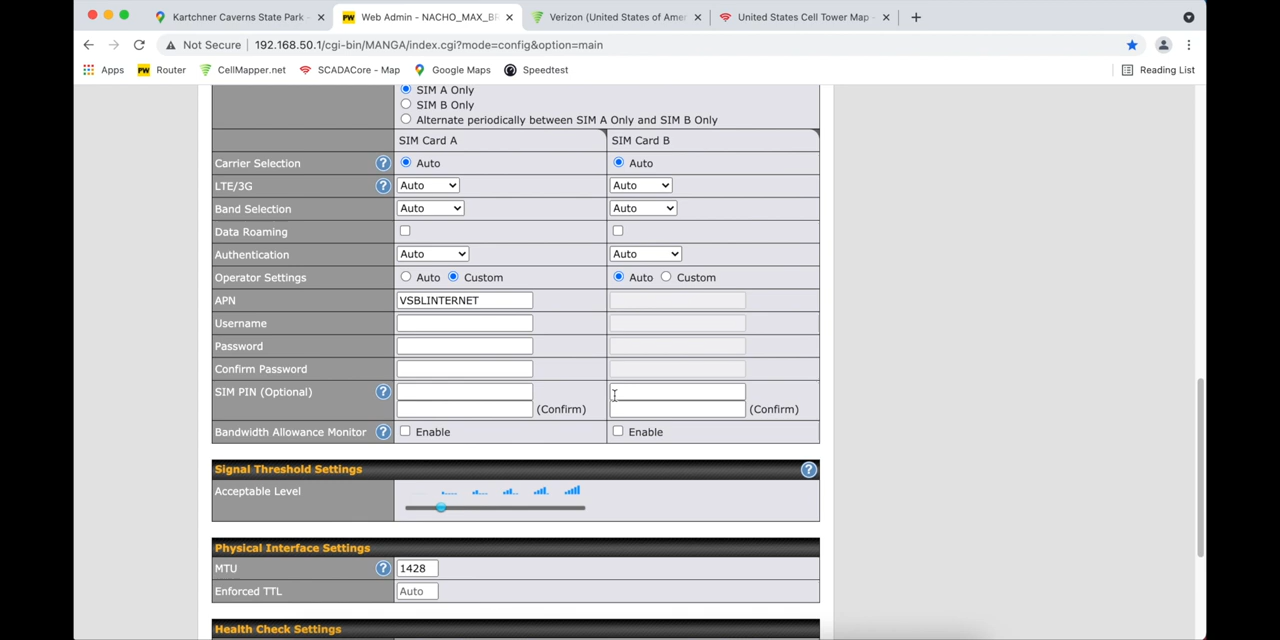 Kartchner Caverns State Park -
Web Admin - NACHO_MAX_BR
Verizon (United States of Amer
United States Cell Tower Map -
Not Secure
192.168.50.1/cgi-bin/MANGA/index.cgi?mode=config&option=main
Apps
PW Router
CellMapper.net
SCADACore - Map
Google Maps
Speedtest
Reading List
SIM A Only
SIM B Only
Alternate periodically between SIM A Only and SIM B Only
SIM Card A SIM Card B
Carrier Selection ? Auto Auto
LTE/3G ? Auto Auto
Band Selection Auto Auto
Data Roaming
Authentication Auto Auto
Operator Settings Auto Custom Auto Custom
APN VSBLINTERNET
Username
Password
Confirm Password
SIM PIN (Optional) ?
(Confirm) (Confirm)
Bandwidth Allowance Monitor ? Enable Enable
Signal Threshold Settings ?
Acceptable Level
Physical Interface Settings
MTU ? 1428
Enforced TTL Auto
Health Check Settings